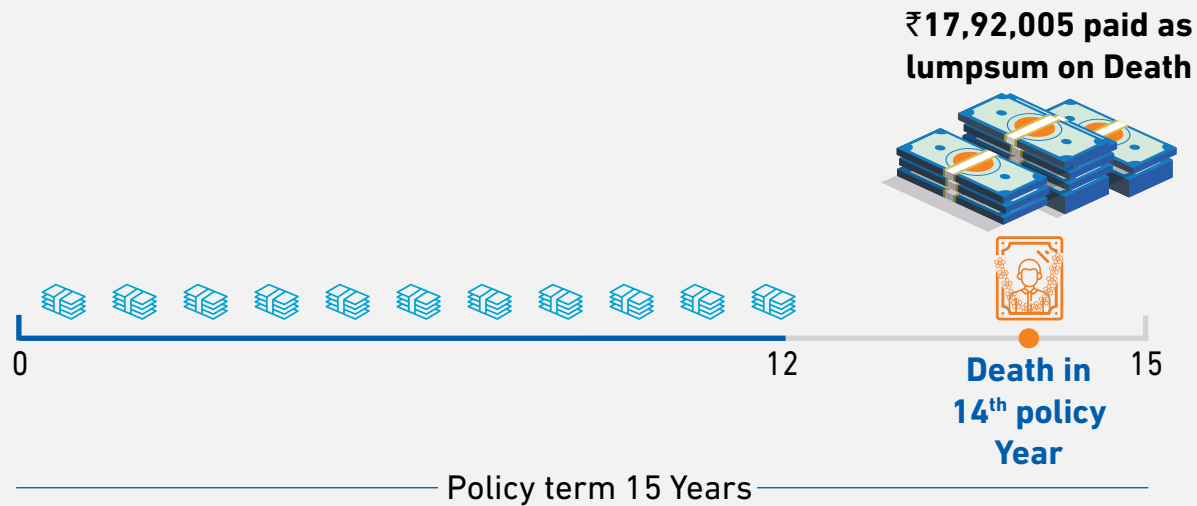 ₹17,92,005 paid as
lumpsum on Death
0
12
15
Death in
14th policy
Year
Policy term 15 Years